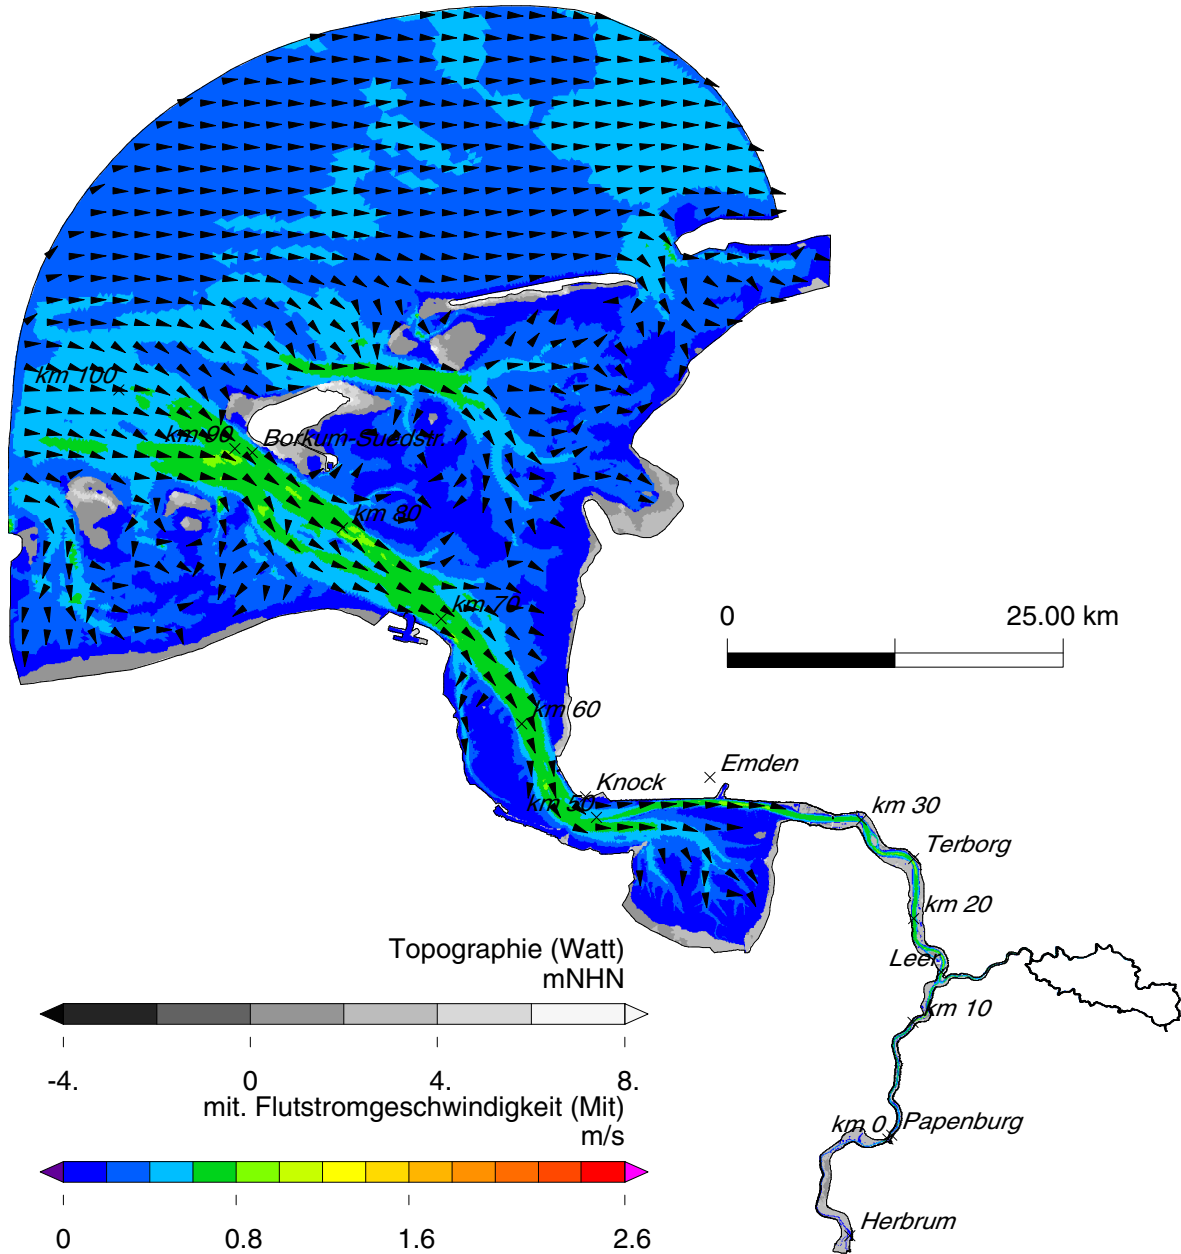 km 100
km 90
Borkum-Suedstr.
km 80
km 70
0 25.00 km
km 60
Emden
Knock
km 50
km 30
Terborg
km 20
Leer
km 10
Topographie (Watt)
mNHN
-4. 0 4. 8.
mit. Flutstromgeschwindigkeit (Mit)
m/s
0 0.8 1.6 2.6
km 0
Papenburg
Herbrum